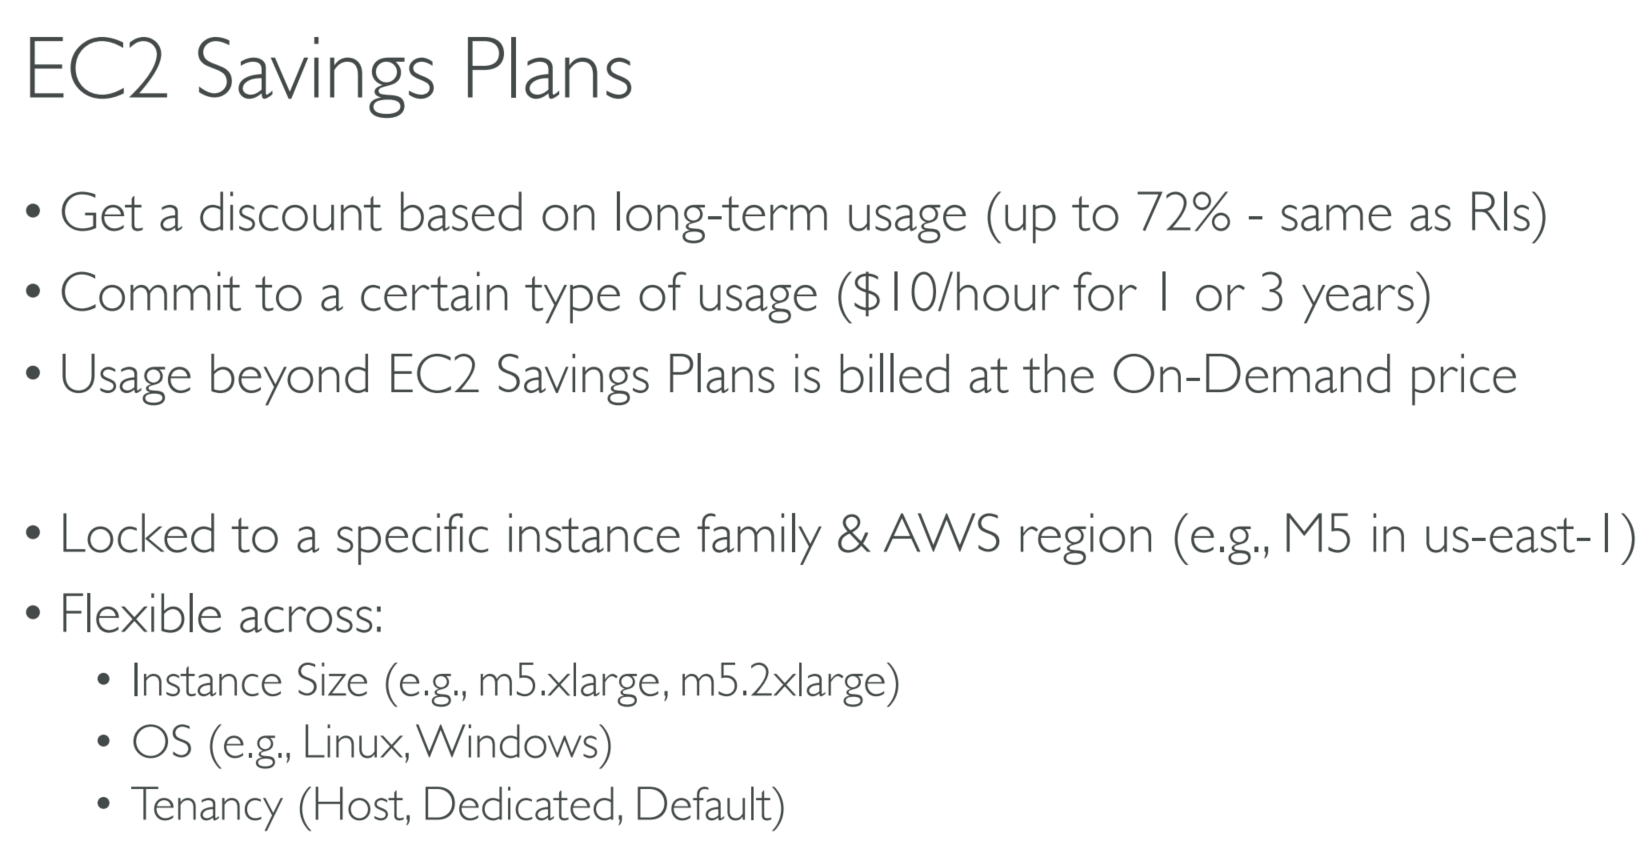 EC2 Savings Plans
• Get a discount based on long-term usage (up to 72% - same as RIs)
• Commit to a certain type of usage ($10/hour for 1 or 3 years)
• Usage beyond EC2 Savings Plans is billed at the On-Demand price
• Locked to a specific instance family & AWS region (e.g., M5 in us-east-1)
• Flexible across:
• Instance Size (e.g., m5.xlarge, m5.2xlarge)
• OS (e.g., Linux, Windows)
• Tenancy (Host, Dedicated, Default)